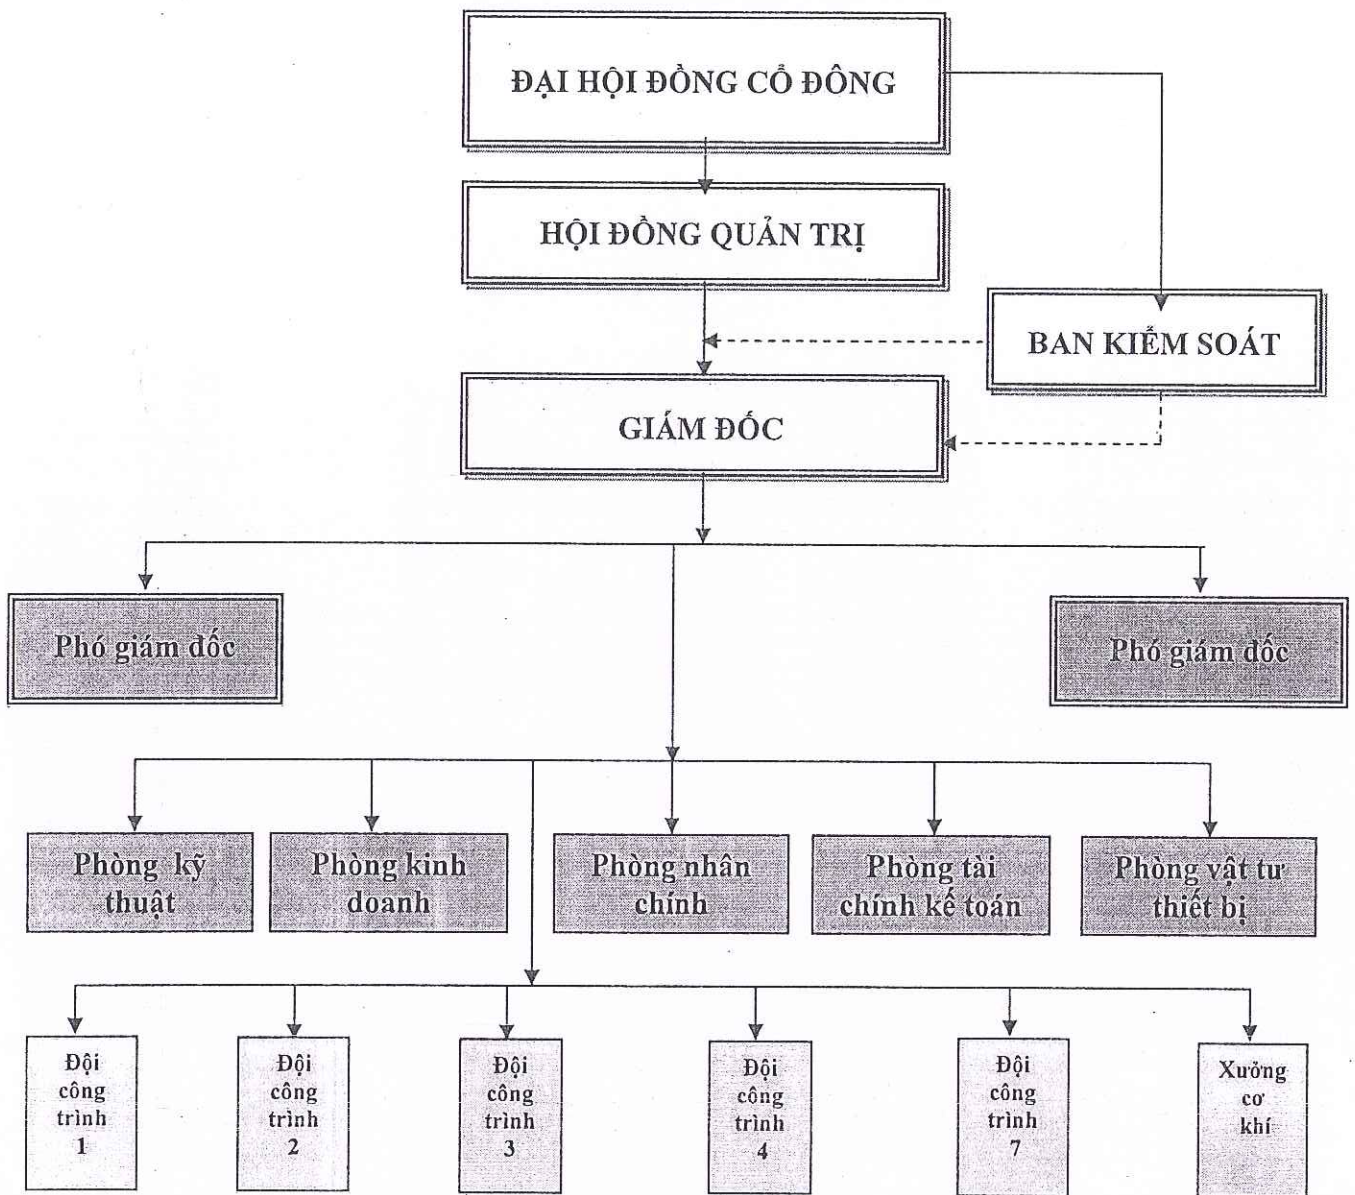 ĐẠI HỘI ĐỒNG CỔ ĐÔNG
HỘI ĐỒNG QUẢN TRỊ
BAN KIỂM SOÁT
GIÁM ĐỐC
Phó giám đốc
Phó giám đốc
Phòng kỹ
thuật
Phòng kinh
doanh
Phòng nhân
chính
Phòng tài
chính kế toán
Phòng vật tư
thiết bị
Đội
công
trình
1
Đội
công
trình
2
Đội
công
trình
3
Đội
công
trình
4
Đội
công
trình
7
Xưởng
cơ
khí